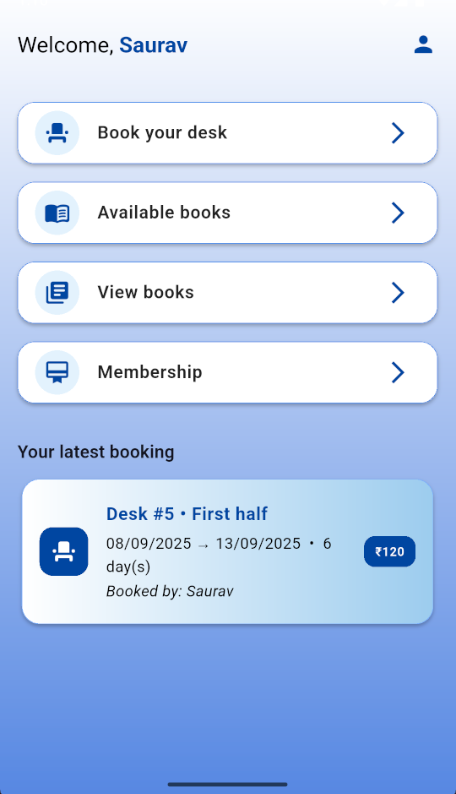 Welcome, Saurav
Book your desk
Available books
View books
Membership
Your latest booking
Desk #5 • First half
08/09/2025 → 13/09/2025 • 6
day(s)
₹120
Booked by: Saurav